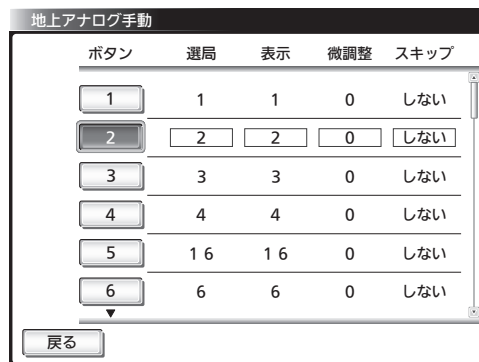 地上アナログ手動
ボタン 選局 表示 微調整 スキップ
1 1 1 0 しない
2 2 2 0 しない
3 3 3 0 しない
4 4 4 0 しない
5 16 16 0 しない
6 6 6 0 しない
戻る